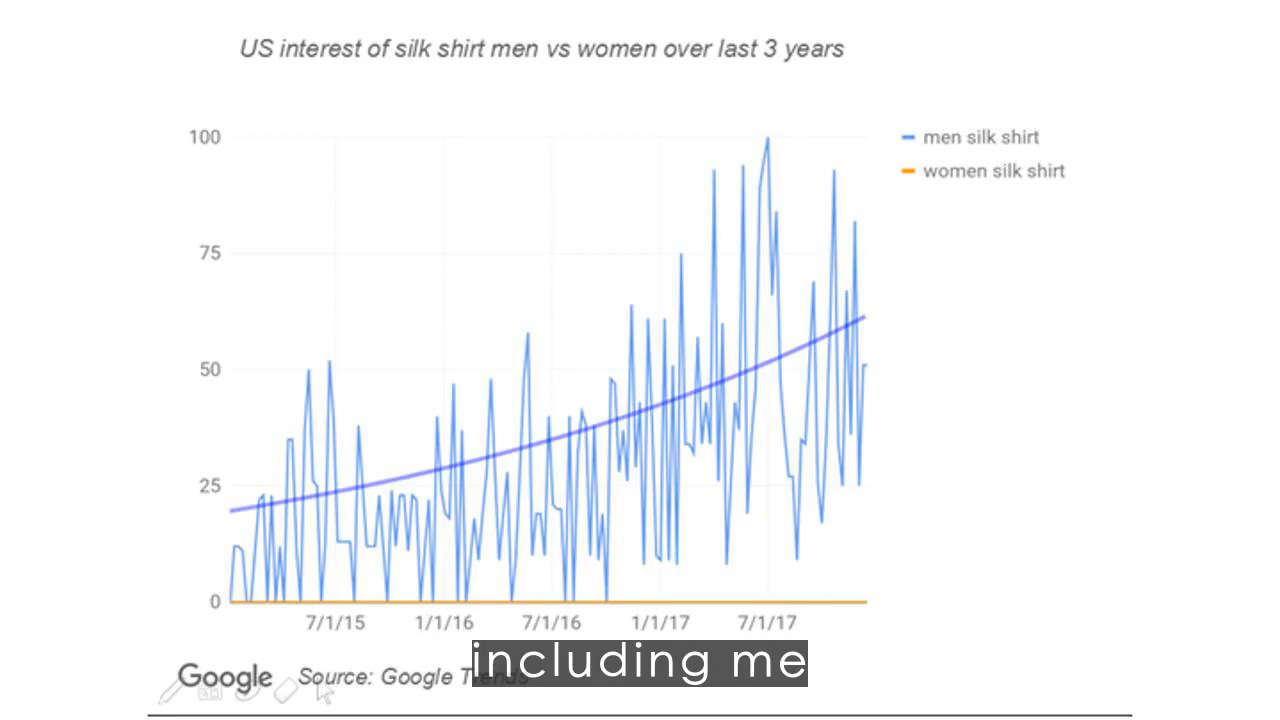 US interest of silk shirt men vs women over last 3 years
100
75
50
25
0
men silk shirt
women silk shirt
7/1/15 1/1/16 7/1/16 1/1/17 7/1/17
including me
Google Source: Google Trends